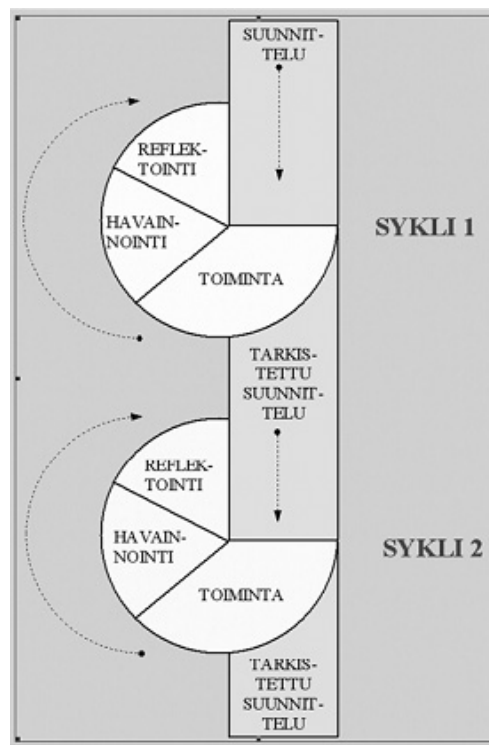 SUUNNIT-
TELU
REFLEK-
TOINTI
HAVAIN-
NOINTI
TOIMINTA
SYKLI 1
TARKIS-
TETTU
SUUNNIT-
TELU
REFLEK-
TOINTI
HAVAIN-
NOINTI
TOIMINTA
SYKLI 2
TARKIS-
TETTU
SUUNNIT-
TELU